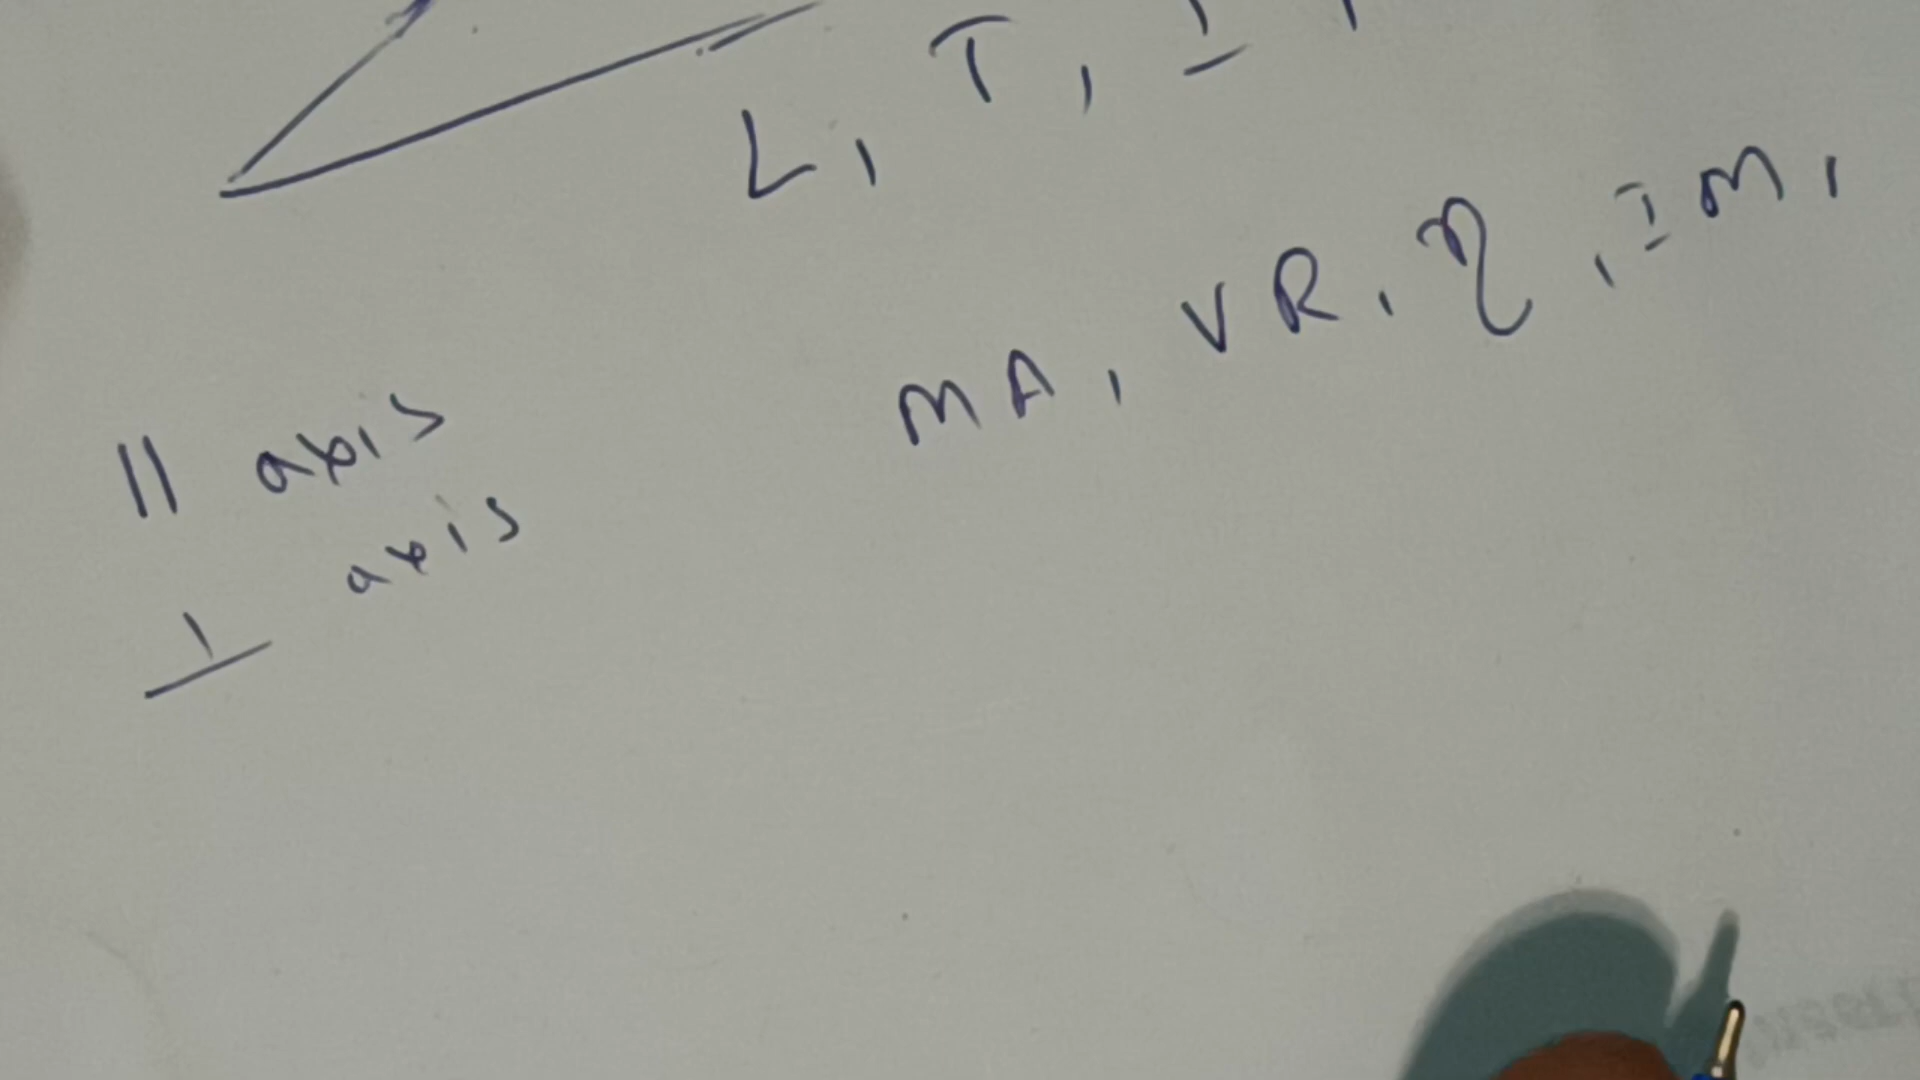 L, T, I
MA, VR, η, IM,
|| axis
⊥ axis